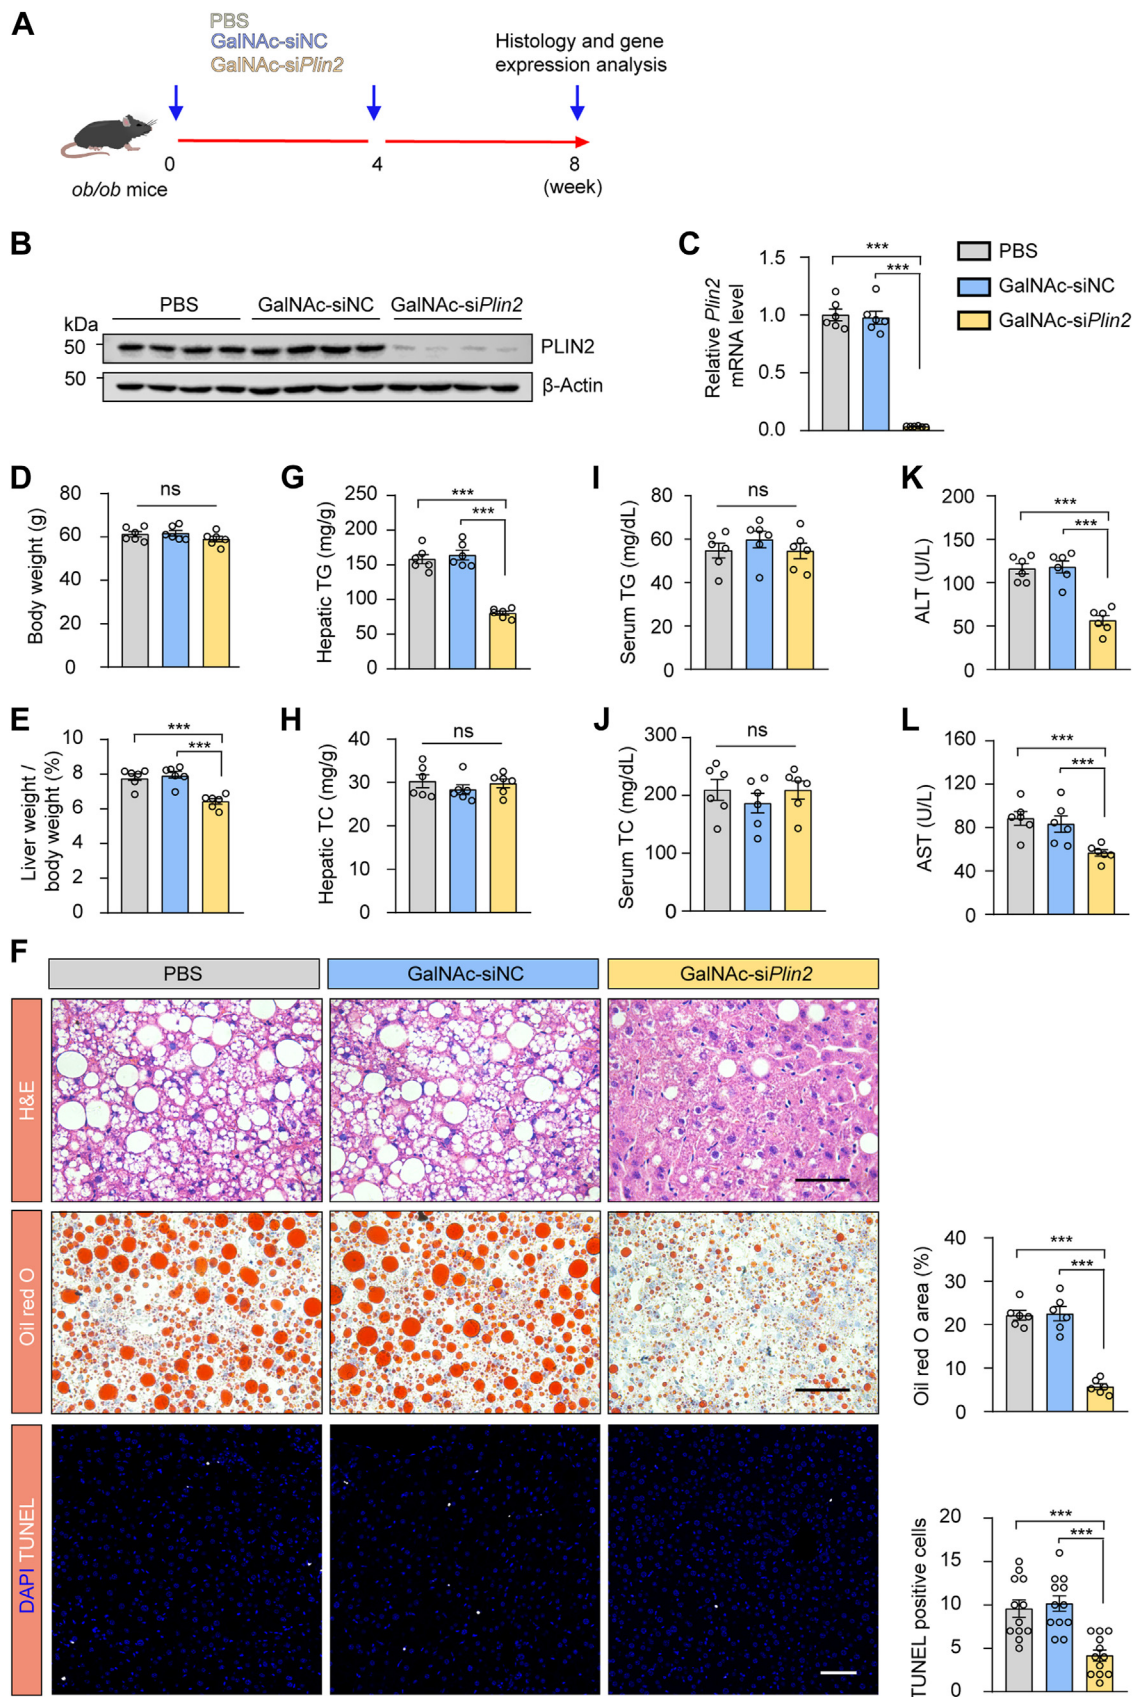 A
PBS
GalNAc-siNC
GalNAc-siPlin2
Histology and gene
expression analysis
0
4
8
(week)
ob/ob mice
B
PBS
GalNAc-siNC
GalNAc-siPlin2
kDa
50
PLIN2
50
β-Actin
C
Relative Plin2
mRNA level
1.5
1.0
0.5
0.0
***
***
PBS
GalNAc-siNC
GalNAc-siPlin2
D
Body weight (g)
80
60
40
20
0
ns
G
Hepatic TG (mg/g)
250
200
150
100
50
0
***
***
I
Serum TG (mg/dL)
80
60
40
20
0
ns
K
ALT (U/L)
200
150
100
50
0
***
***
E
Liver weight /
body weight (%)
10
8
6
4
2
0
***
***
H
Hepatic TC (mg/g)
40
30
20
10
0
ns
J
Serum TC (mg/dL)
300
200
100
0
ns
L
AST (U/L)
160
120
80
40
0
***
***
F
PBS
GalNAc-siNC
GalNAc-siPlin2
H&E
Oil red O
Oil red O area (%)
40
30
20
10
0
***
***
DAPI TUNEL
TUNEL positive cells
20
15
10
5
0
***
***